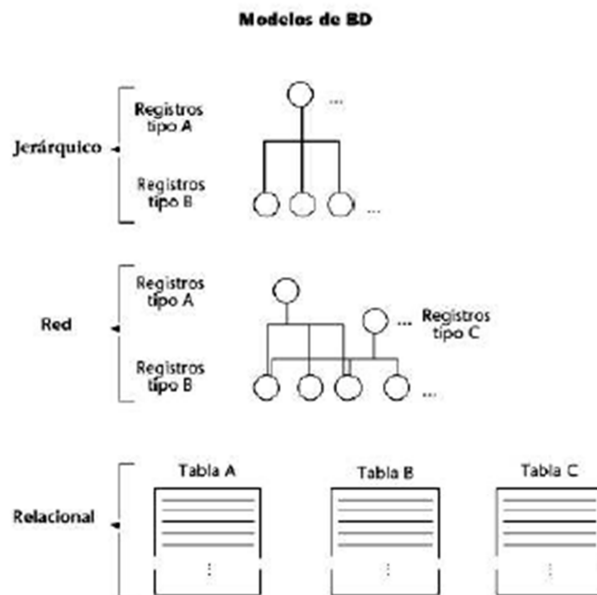 Modelos de BD
Jerárquico
Registros
tipo A
...
Registros
tipo B
...
Red
Registros
tipo A
... Registros
tipo C
Registros
tipo B
...
Relacional
Tabla A
Tabla B
Tabla C